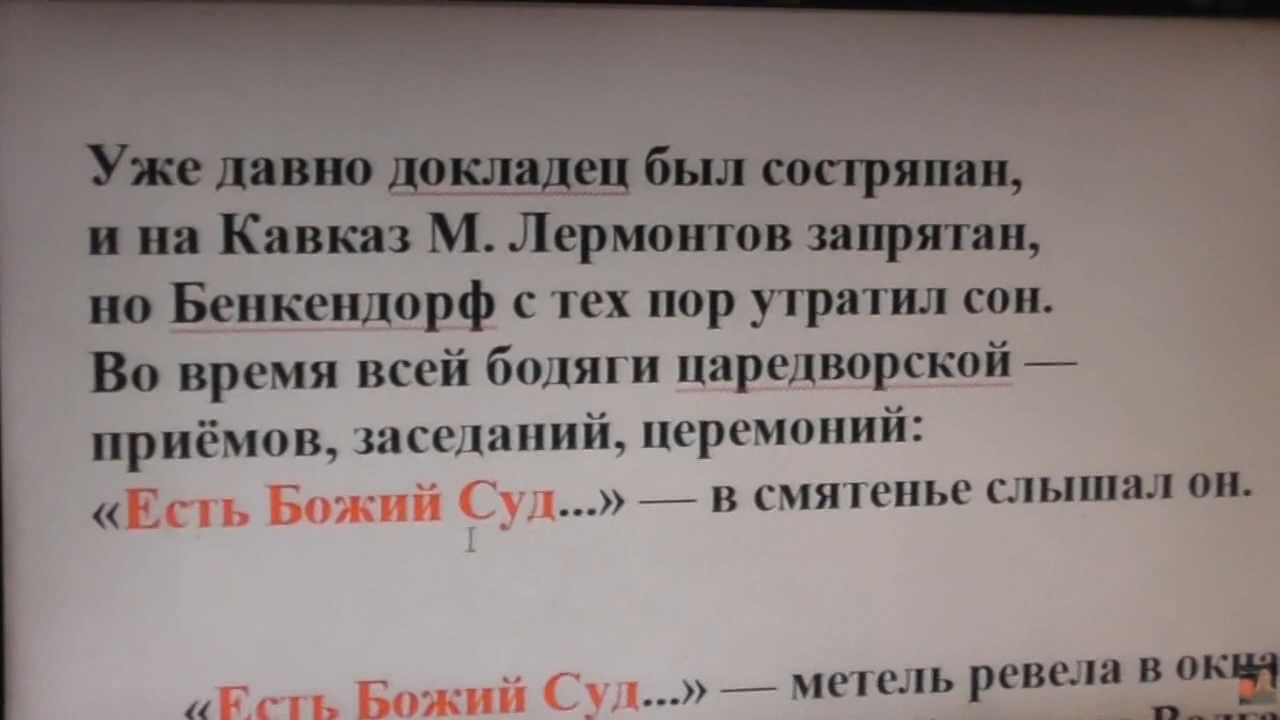 Уже давно докладец был состряпан,
и на Кавказ М. Лермонтов запрятан,
но Бенкендорф с тех пор утратил сон.
Во время всей бодяги царедворской —
приёмов, заседаний, церемоний:
«Есть Божий Суд...» — в смятенье слышал он.
«Есть Божий Суд...» — метель ревела в окна